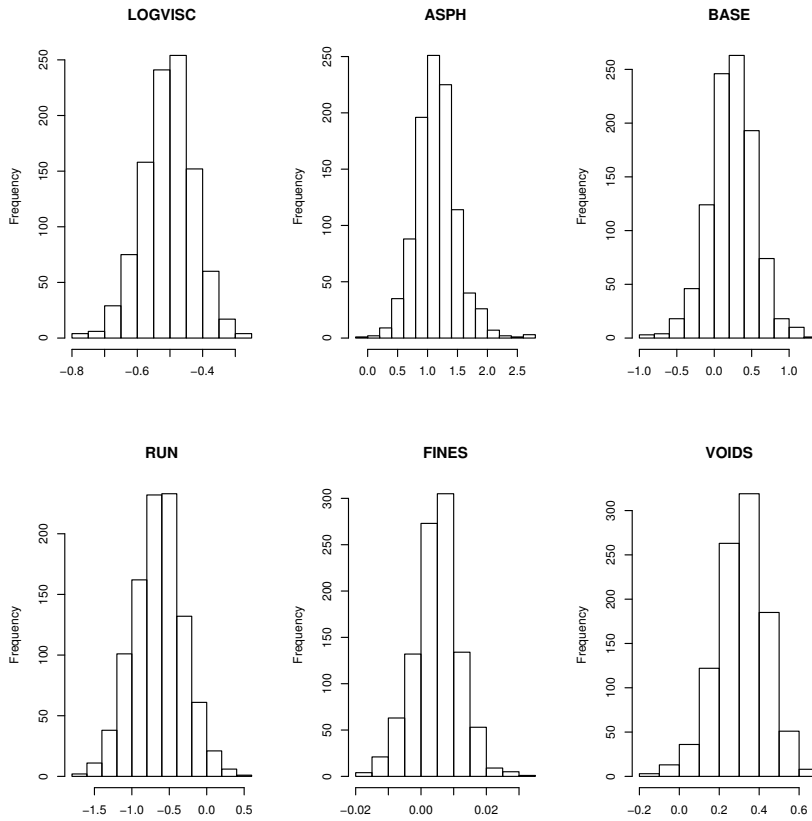 LOGVISC
Frequency
0 50 100 150 200 250
−0.8 −0.6 −0.4
ASPH
Frequency
0 50 100 150 200 250
0.0 0.5 1.0 1.5 2.0 2.5
BASE
Frequency
0 50 100 150 200 250
−1.0 −0.5 0.0 0.5 1.0
RUN
Frequency
0 50 100 150 200
−1.5 −1.0 −0.5 0.0 0.5
FINES
Frequency
0 50 100 150 200 250 300
−0.02 0.00 0.02
VOIDS
Frequency
0 50 100 150 200 250 300
−0.2 0.0 0.2 0.4 0.6